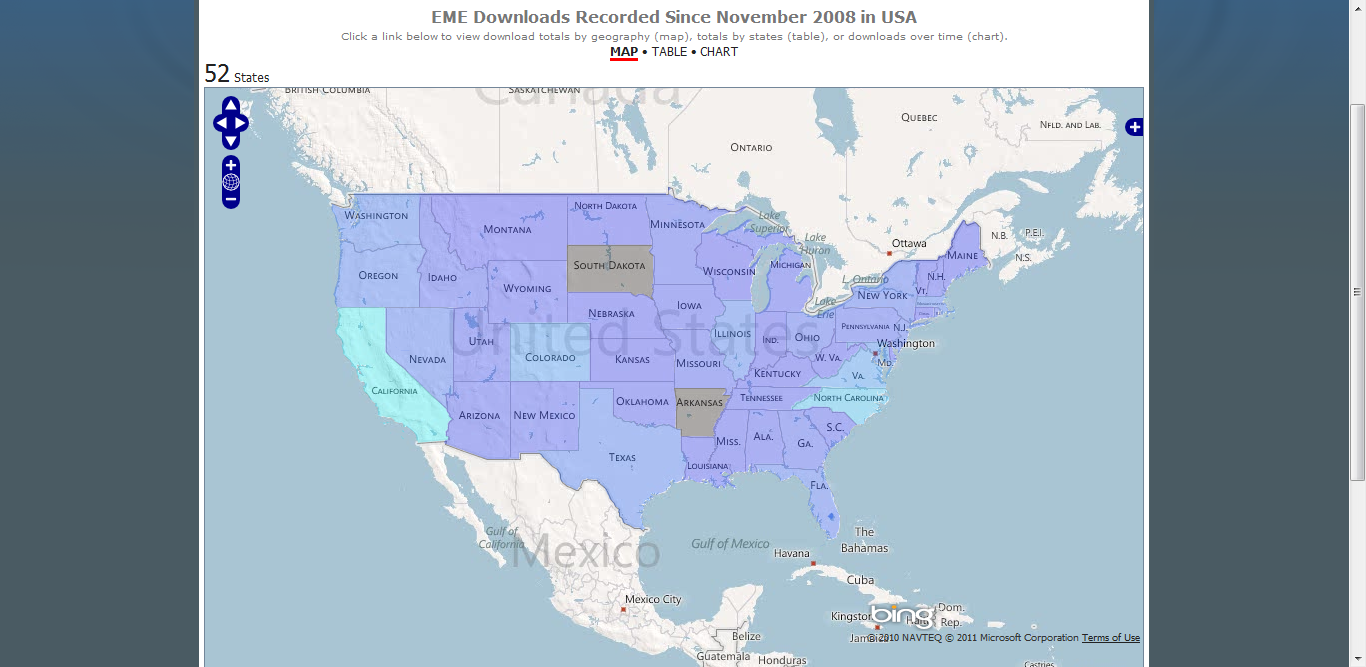 EME Downloads Recorded Since November 2008 in USA
Click a link below to view download totals by geography (map), totals by states (table), or downloads over time (chart).
MAP • TABLE • CHART
52 States
BRITISH COLUMBIA
SASKATCHEWAN
Canada
QUEBEC
NFLD. AND LAB.
ONTARIO
NORTH DAKOTA
WASHINGTON
Lake
Superior
MINNESOTA
MONTANA
N.B.
P.E.I.
Lake
Huron
Ottawa
MAINE
N.S.
SOUTH DAKOTA
MICHIGAN
WISCONSIN
OREGON
IDAHO
N.H.
L. Ontario
WYOMING
VT.
NEW YORK
IOWA
Lake
Erie
NEBRASKA
PENNSYLVANIA
N.J.
United States
ILLINOIS
UTAH
IND.
OHIO
Washington
NEVADA
COLORADO
KANSAS
MISSOURI
W. VA.
MD.
KENTUCKY
VA.
CALIFORNIA
TENNESSEE
NORTH CAROLINA
OKLAHOMA
ARKANSAS
ARIZONA
NEW MEXICO
S.C.
MISS.
ALA.
GA.
TEXAS
LOUISIANA
FLA.
Gulf of
California
Mexico
Gulf of Mexico
The
Bahamas
Havana
Cuba
Mexico City
Kingston
bing
Haiti
Dom.
Rep.
Jamaica
© 2010 NAVTEQ © 2011 Microsoft Corporation Terms of Use
Belize
Guatemala
Honduras
Castries